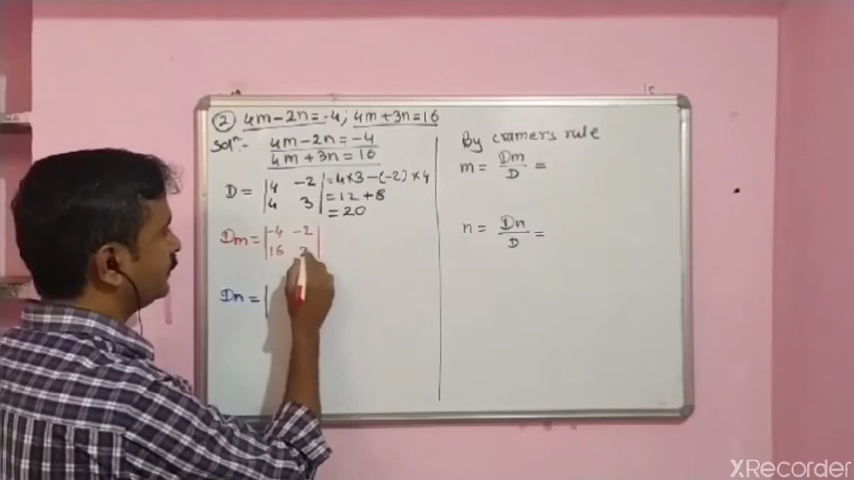 ② 4m-2n=-4; 4m+3n=16
Solⁿ:- 4m-2n=-4
4m+3n=16
D = |4 -2| = 4×3-(-2)×4
|4 3| = 12+8
= 20
Dm = |-4 -2|
|16 3|
Dn = |
By cramers rule
m = Dm/D =
n = Dn/D =
XRecorder